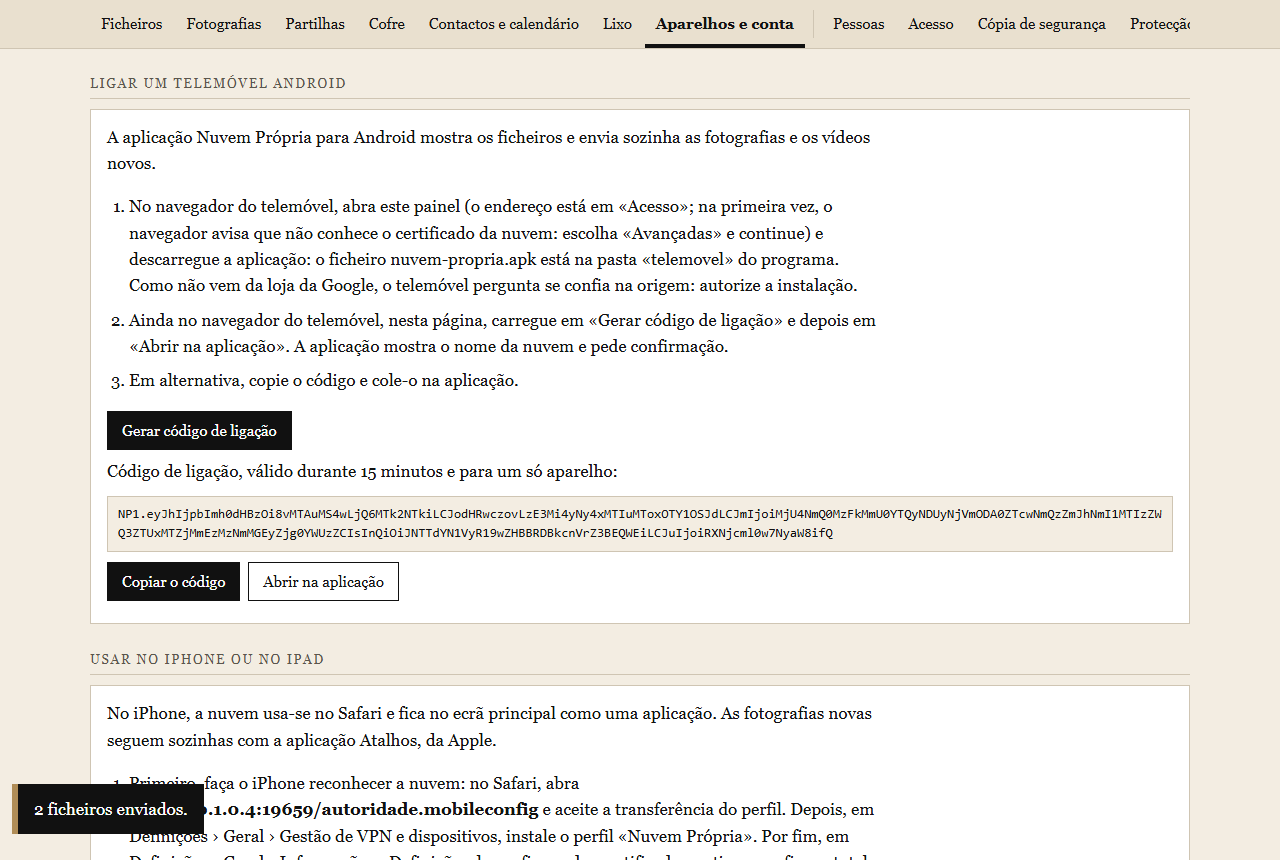 Ficheiros Fotografias Partilhas Cofre Contactos e calendário Lixo Aparelhos e conta Pessoas Acesso Cópia de segurança
LIGAR UM TELEMÓVEL ANDROID
A aplicação Nuvem Própria para Android mostra os ficheiros e envia sozinha as fotografias e os vídeos
novos.
1. No navegador do telemóvel, abra este painel (o endereço está em «Acesso»; na primeira vez, o
navegador avisa que não conhece o certificado da nuvem: escolha «Avançadas» e continue) e
descarregue a aplicação: o ficheiro nuvem-propria.apk está na pasta «telemovel» do programa.
Como não vem da loja da Google, o telemóvel pergunta se confia na origem: autorize a instalação.
2. Ainda no navegador do telemóvel, nesta página, carregue em «Gerar código de ligação» e depois em
«Abrir na aplicação». A aplicação mostra o nome da nuvem e pede confirmação.
3. Em alternativa, copie o código e cole-o na aplicação.
Gerar código de ligação
Código de ligação, válido durante 15 minutos e para um só aparelho:
Copiar o código Abrir na aplicação
USAR NO IPHONE OU NO IPAD
No iPhone, a nuvem usa-se no Safari e fica no ecrã principal como uma aplicação. As fotografias novas
seguem sozinhas com a aplicação Atalhos, da Apple.
1. Primeiro, faça o iPhone reconhecer a nuvem: no Safari, abra
.1.0.4:19659/autoridade.mobileconfig e aceite a transferência do perfil. Depois, em
Definições › Geral › Gestão de VPN e dispositivos, instale o perfil «Nuvem Própria». Por fim, em
2 ficheiros enviados.